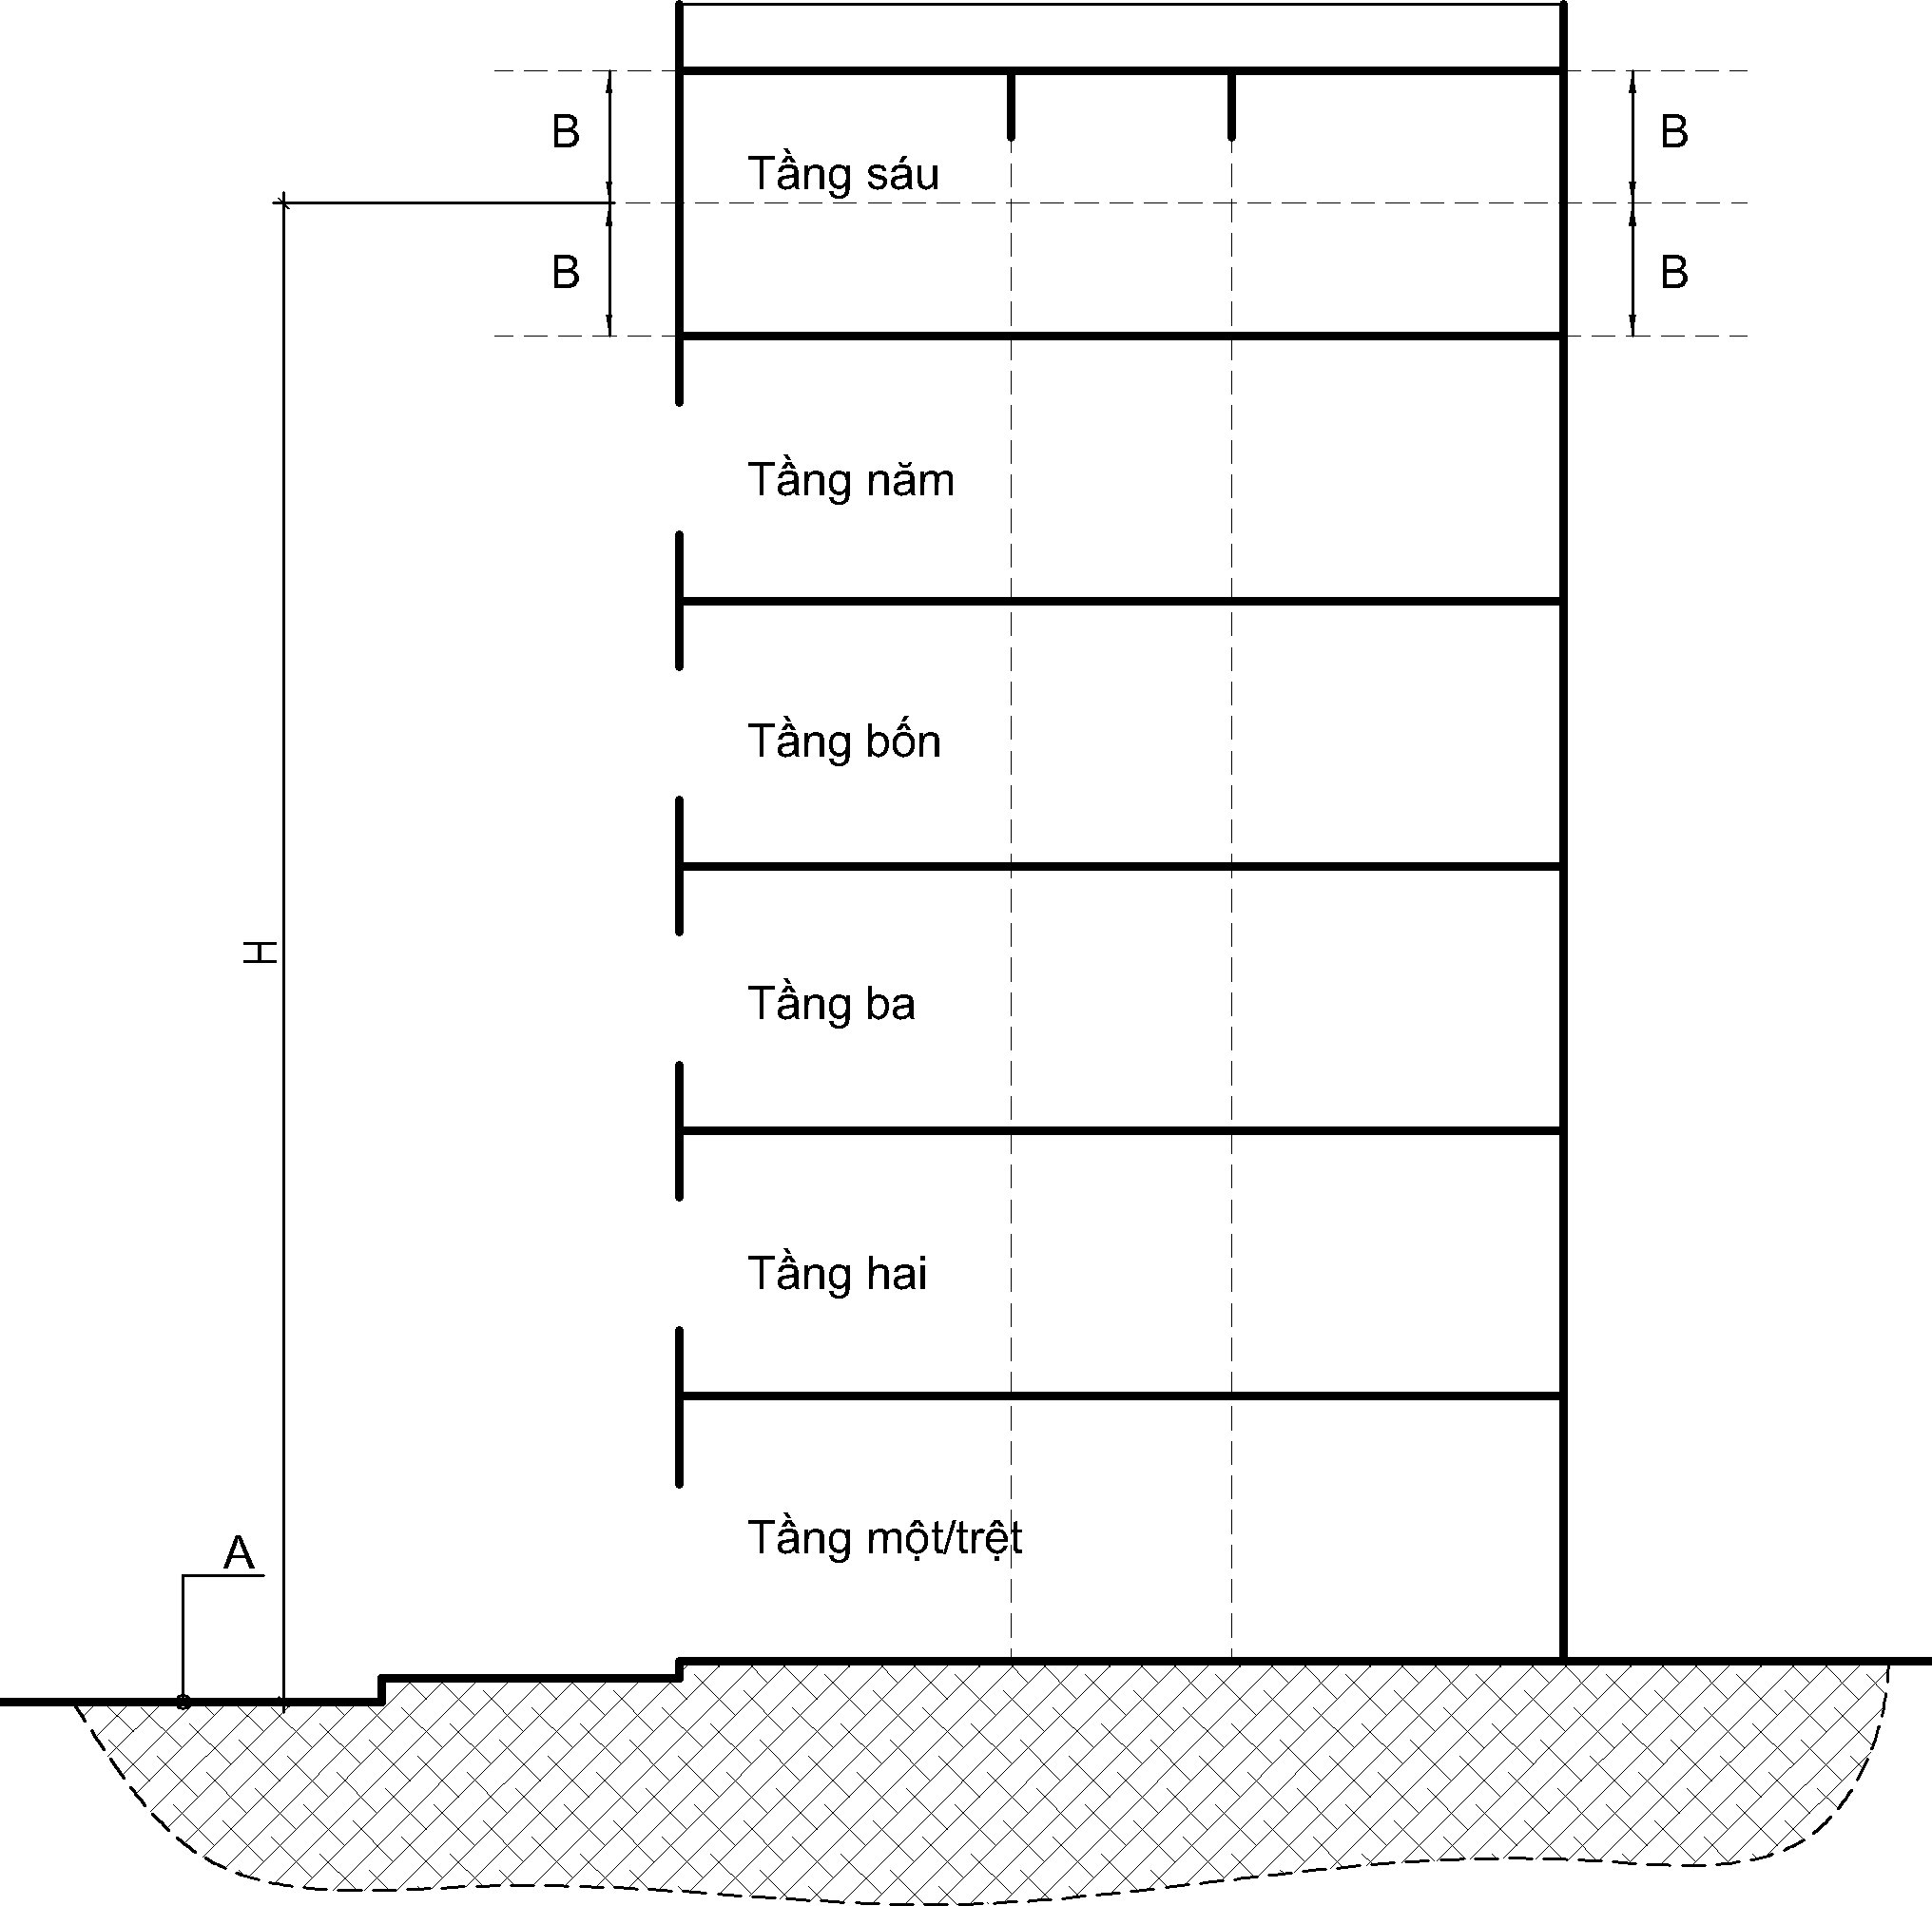 B
B
Tầng sáu
B
B
Tầng năm
Tầng bốn
H
Tầng ba
Tầng hai
Tầng một/trệt
A